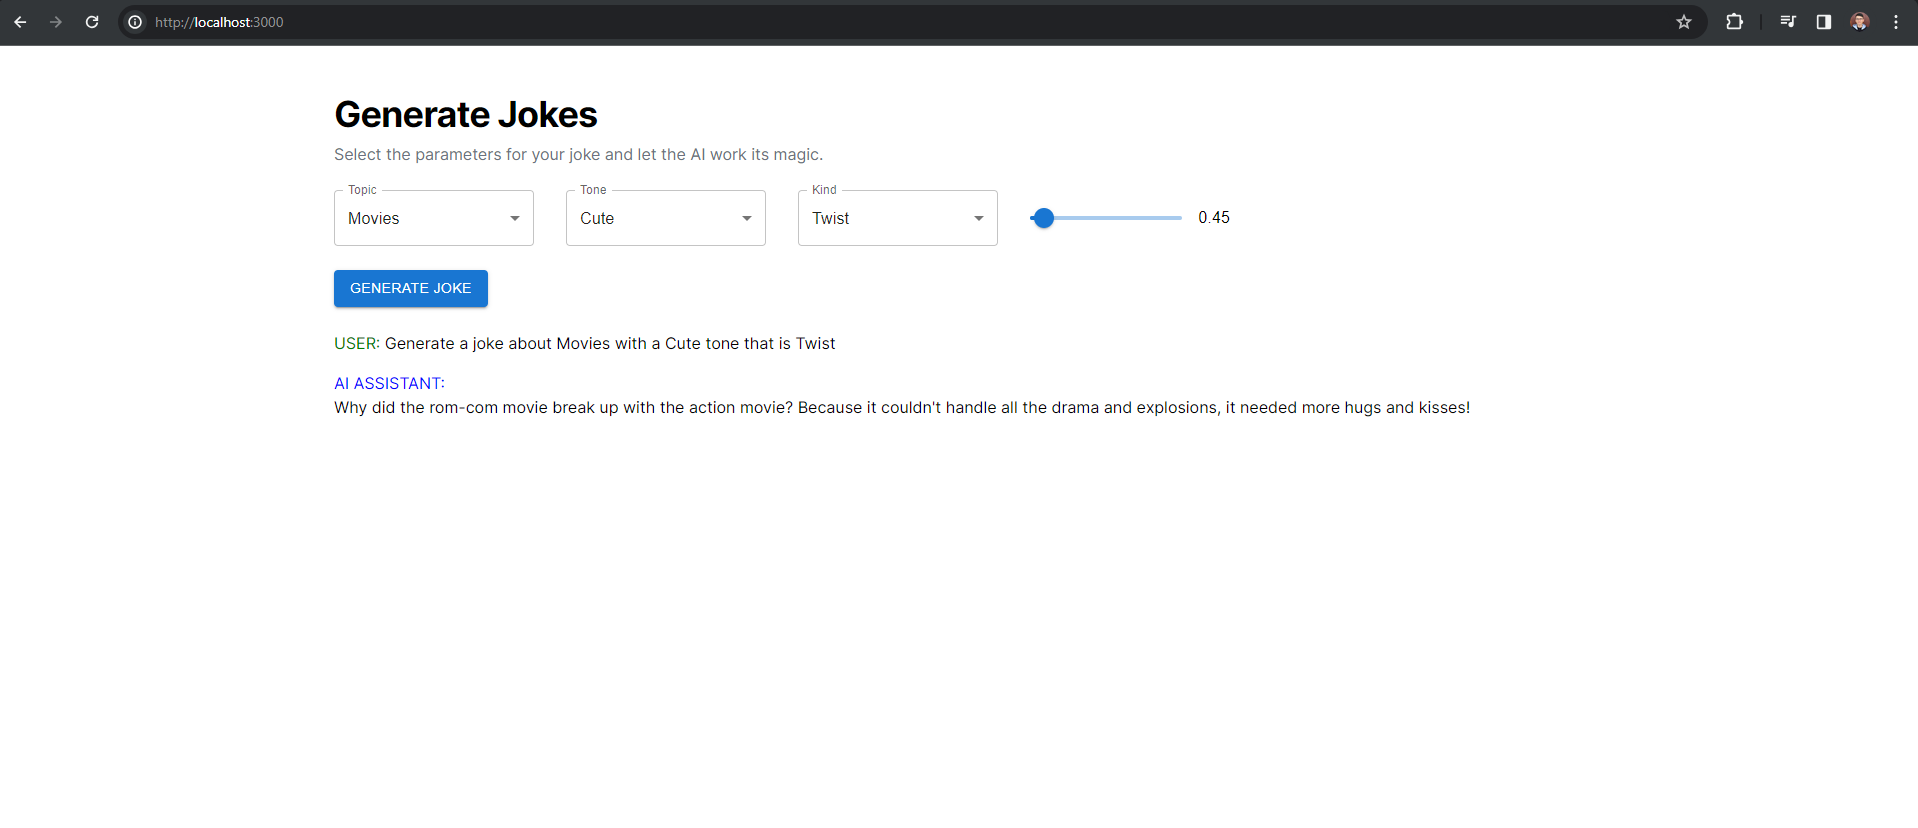 http://localhost:3000
Generate Jokes
Select the parameters for your joke and let the AI work its magic.
Topic
Movies
Tone
Cute
Kind
Twist
0.45
GENERATE JOKE
USER: Generate a joke about Movies with a Cute tone that is Twist
AI ASSISTANT:
Why did the rom-com movie break up with the action movie? Because it couldn't handle all the drama and explosions, it needed more hugs and kisses!